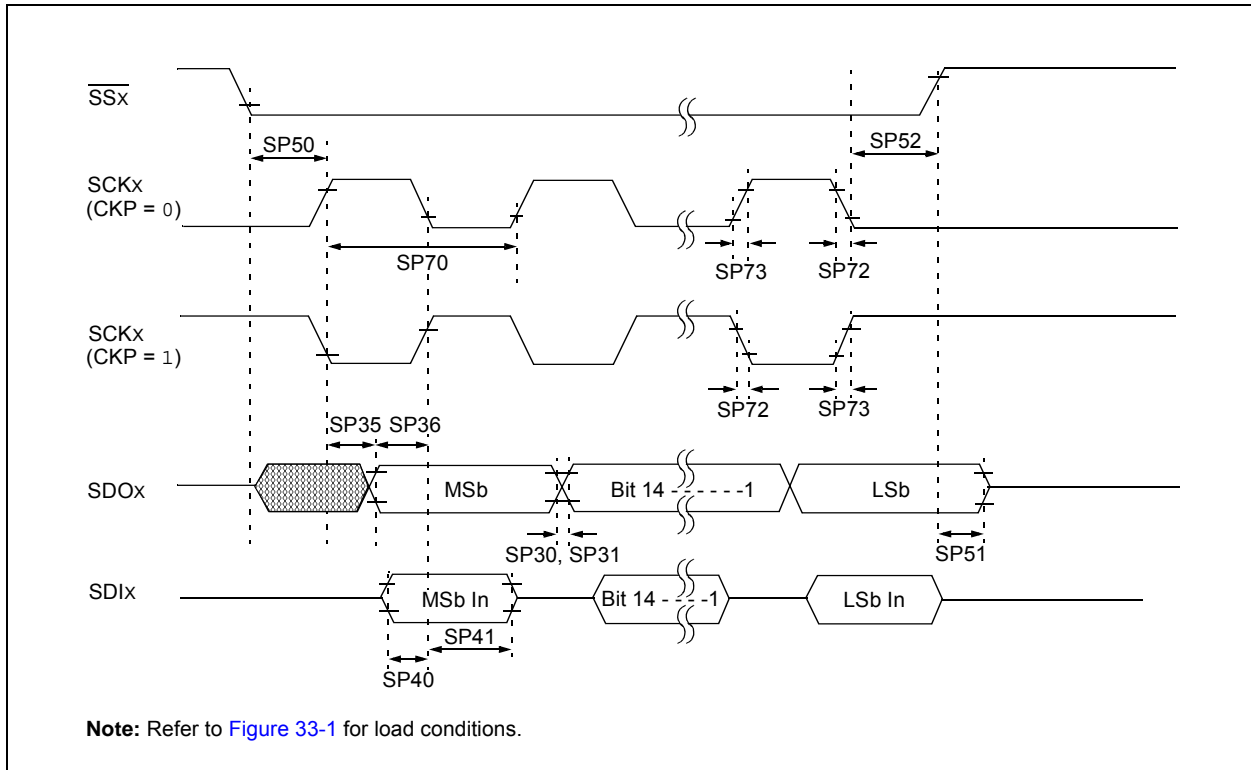 SSx
SP50
SP52
SCKx
(CKP = 0)
SP70
SP73
SP72
SCKx
(CKP = 1)
SP72
SP73
SP35 SP36
SDOx
MSb
Bit 14 - - - - - -1
LSb
SP30, SP31
SP51
SDIx
MSb In
Bit 14 - - - - -1
LSb In
SP41
SP40
Note: Refer to Figure 33-1 for load conditions.